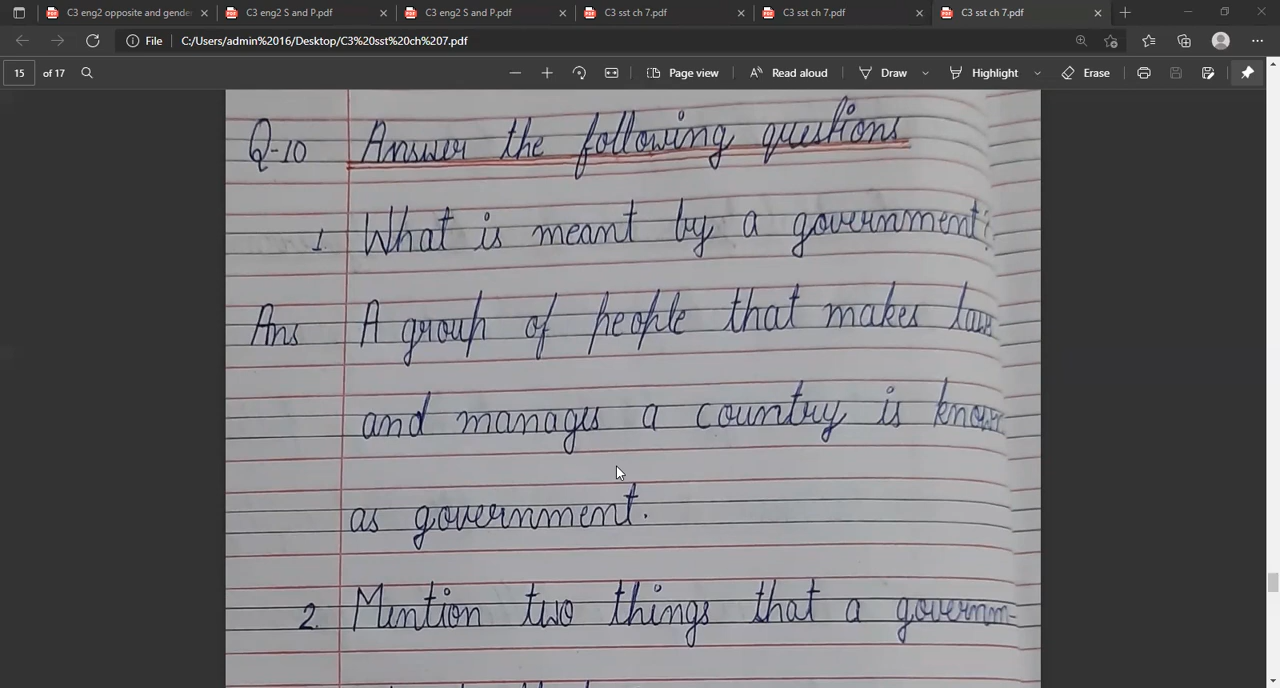 C3 eng2 opposite and gende
C3 eng2 S and P.pdf
C3 eng2 S and P.pdf
C3 sst ch 7.pdf
C3 sst ch 7.pdf
C3 sst ch 7.pdf
File C:/Users/admin%2016/Desktop/C3%20sst%20ch%207.pdf
15 of 17 Page view Read aloud Draw Highlight Erase
Q-10 Answer the following questions
1. What is meant by a government?
Ans A group of people that makes laws
and manages a country is known
as government.
2. Mention two things that a governm-